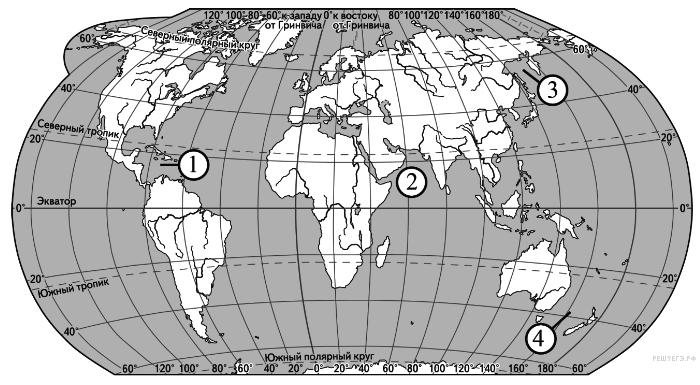 120° 100° 80° 60° к западу 0° к востоку 80° 100° 120° 140° 160° 180°
от Гринвича от Гринвича
Северный полярный круг
60° 60°
40° 40°
Северный тропик
20° 20°
1
2
3
Экватор
0° 0°
20° 20°
Южный тропик
40° 40°
4
Южный полярный круг
60° 80° 100° 120° 60° 40° 20° 0° 20° 40° 60° 80° 100° 120° 140° 160° 180° 160° 60°
РЕШУЕГЭ.РФ